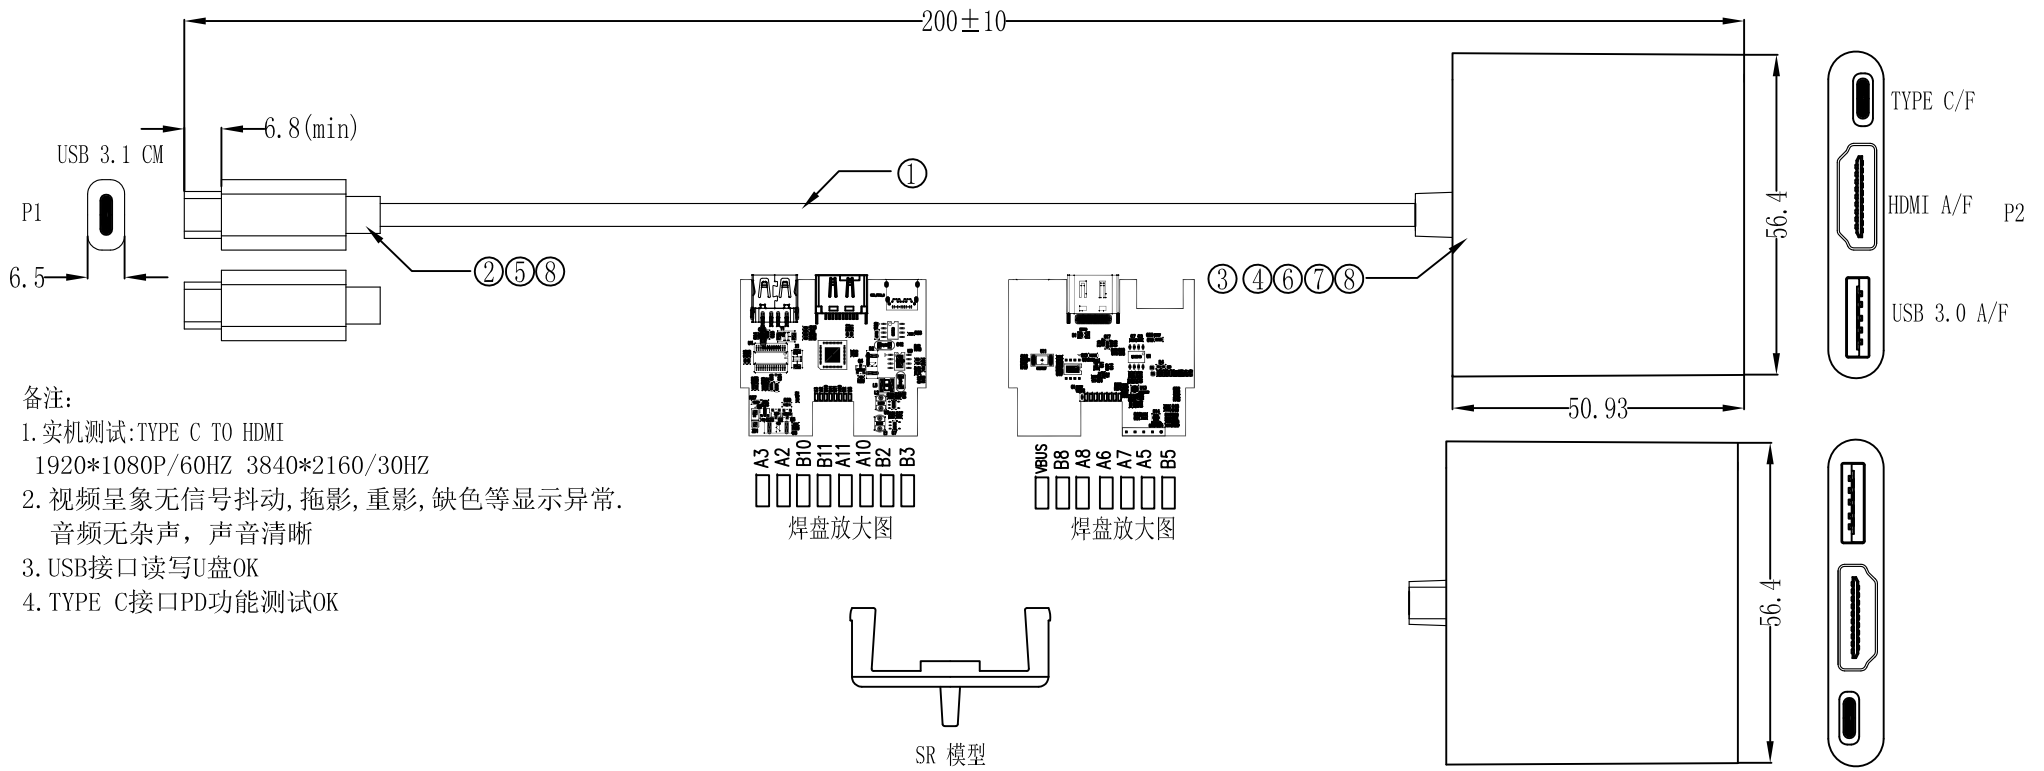 200±10
6.8(min)
USB 3.1 CM
P1
6.5
①
②⑤⑧
③④⑥⑦⑧
56.4
50.93
TYPE C/F
HDMI A/F
P2
USB 3.0 A/F
备注:
1.实机测试:TYPE C TO HDMI
1920*1080P/60HZ 3840*2160/30HZ
2.视频呈象无信号抖动,拖影,重影,缺色等显示异常.
音频无杂声，声音清晰
3.USB接口读写U盘OK
4.TYPE C接口PD功能测试OK
A3 A2 B10 B11 A11 A10 B2 B3
焊盘放大图
VBUS B8 A8 A6 A7 A5 B5
焊盘放大图
SR 模型
56.4